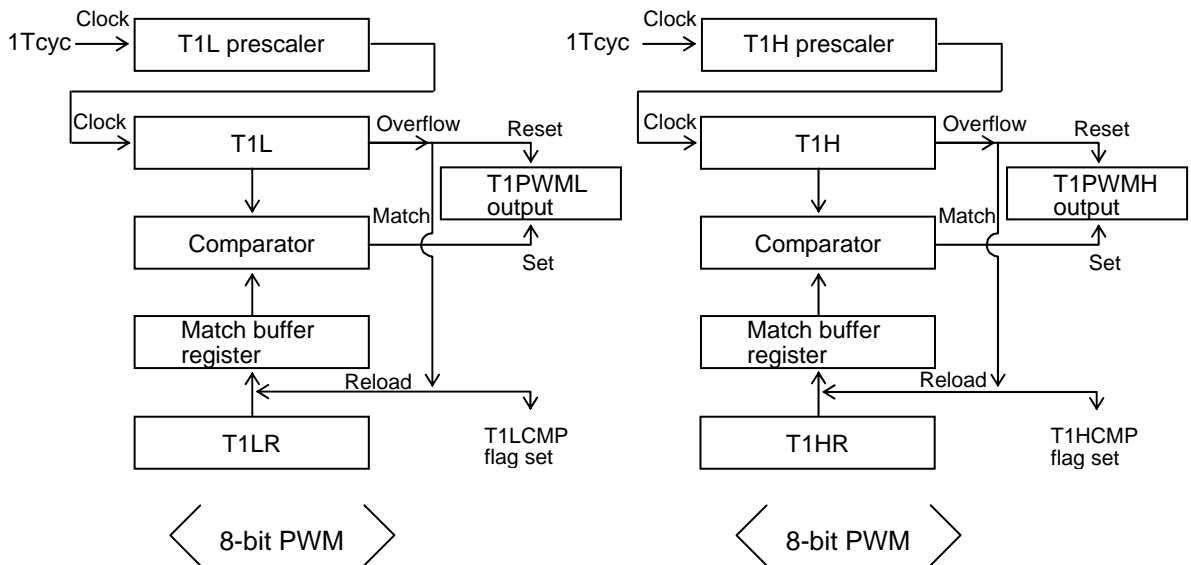 Clock
1Tcyc
T1L prescaler
Clock
T1L
Overflow
Reset
T1PWML
output
Match
Comparator
Set
Match buffer
register
Reload
T1LR
T1LCMP
flag set
8-bit PWM
Clock
1Tcyc
T1H prescaler
Clock
T1H
Overflow
Reset
T1PWMH
output
Match
Comparator
Set
Match buffer
register
Reload
T1HR
T1HCMP
flag set
8-bit PWM